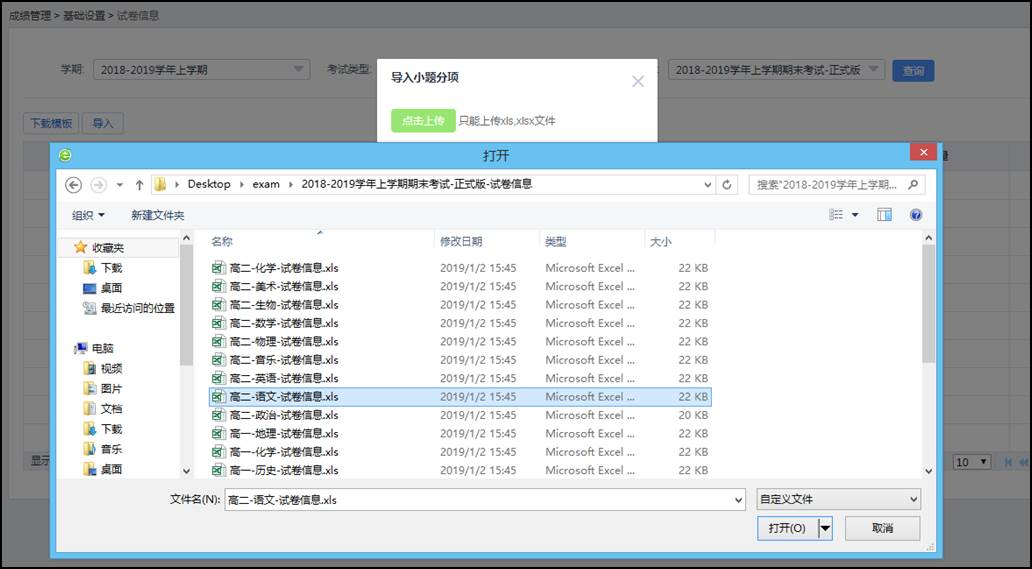 成绩管理 > 基础设置 > 试卷信息
学期: 2018-2019学年上学期 考试类型: 2018-2019学年上学期期末考试-正式版 查询
导入小题分项
下载模板 导入
点击上传 只能上传xls,xlsx文件
打开
Desktop exam 2018-2019学年上学期期末考试-正式版-试卷信息 搜索"2018-2019学年上学期期...
组织 新建文件夹
名称 修改日期 类型 大小
收藏夹
下载
桌面
最近访问的位置
电脑
视频
图片
文档
下载
音乐
桌面
高二-化学-试卷信息.xls 2019/1/2 15:45 Microsoft Excel ... 22 KB
高二-美术-试卷信息.xls 2019/1/2 15:45 Microsoft Excel ... 22 KB
高二-生物-试卷信息.xls 2019/1/2 15:45 Microsoft Excel ... 22 KB
高二-数学-试卷信息.xls 2019/1/2 15:45 Microsoft Excel ... 22 KB
高二-物理-试卷信息.xls 2019/1/2 15:45 Microsoft Excel ... 22 KB
高二-音乐-试卷信息.xls 2019/1/2 15:45 Microsoft Excel ... 22 KB
高二-英语-试卷信息.xls 2019/1/2 15:45 Microsoft Excel ... 22 KB
高二-语文-试卷信息.xls 2019/1/2 15:45 Microsoft Excel ... 22 KB
高二-政治-试卷信息.xls 2019/1/2 15:45 Microsoft Excel ... 20 KB
高一-地理-试卷信息.xls 2019/1/2 15:45 Microsoft Excel ... 22 KB
高一-化学-试卷信息.xls 2019/1/2 15:45 Microsoft Excel ... 22 KB
高一-历史-试卷信息.xls 2019/1/2 15:45 Microsoft Excel ... 22 KB
显示
10
文件名(N): 高二-语文-试卷信息.xls 自定义文件
打开(O) 取消